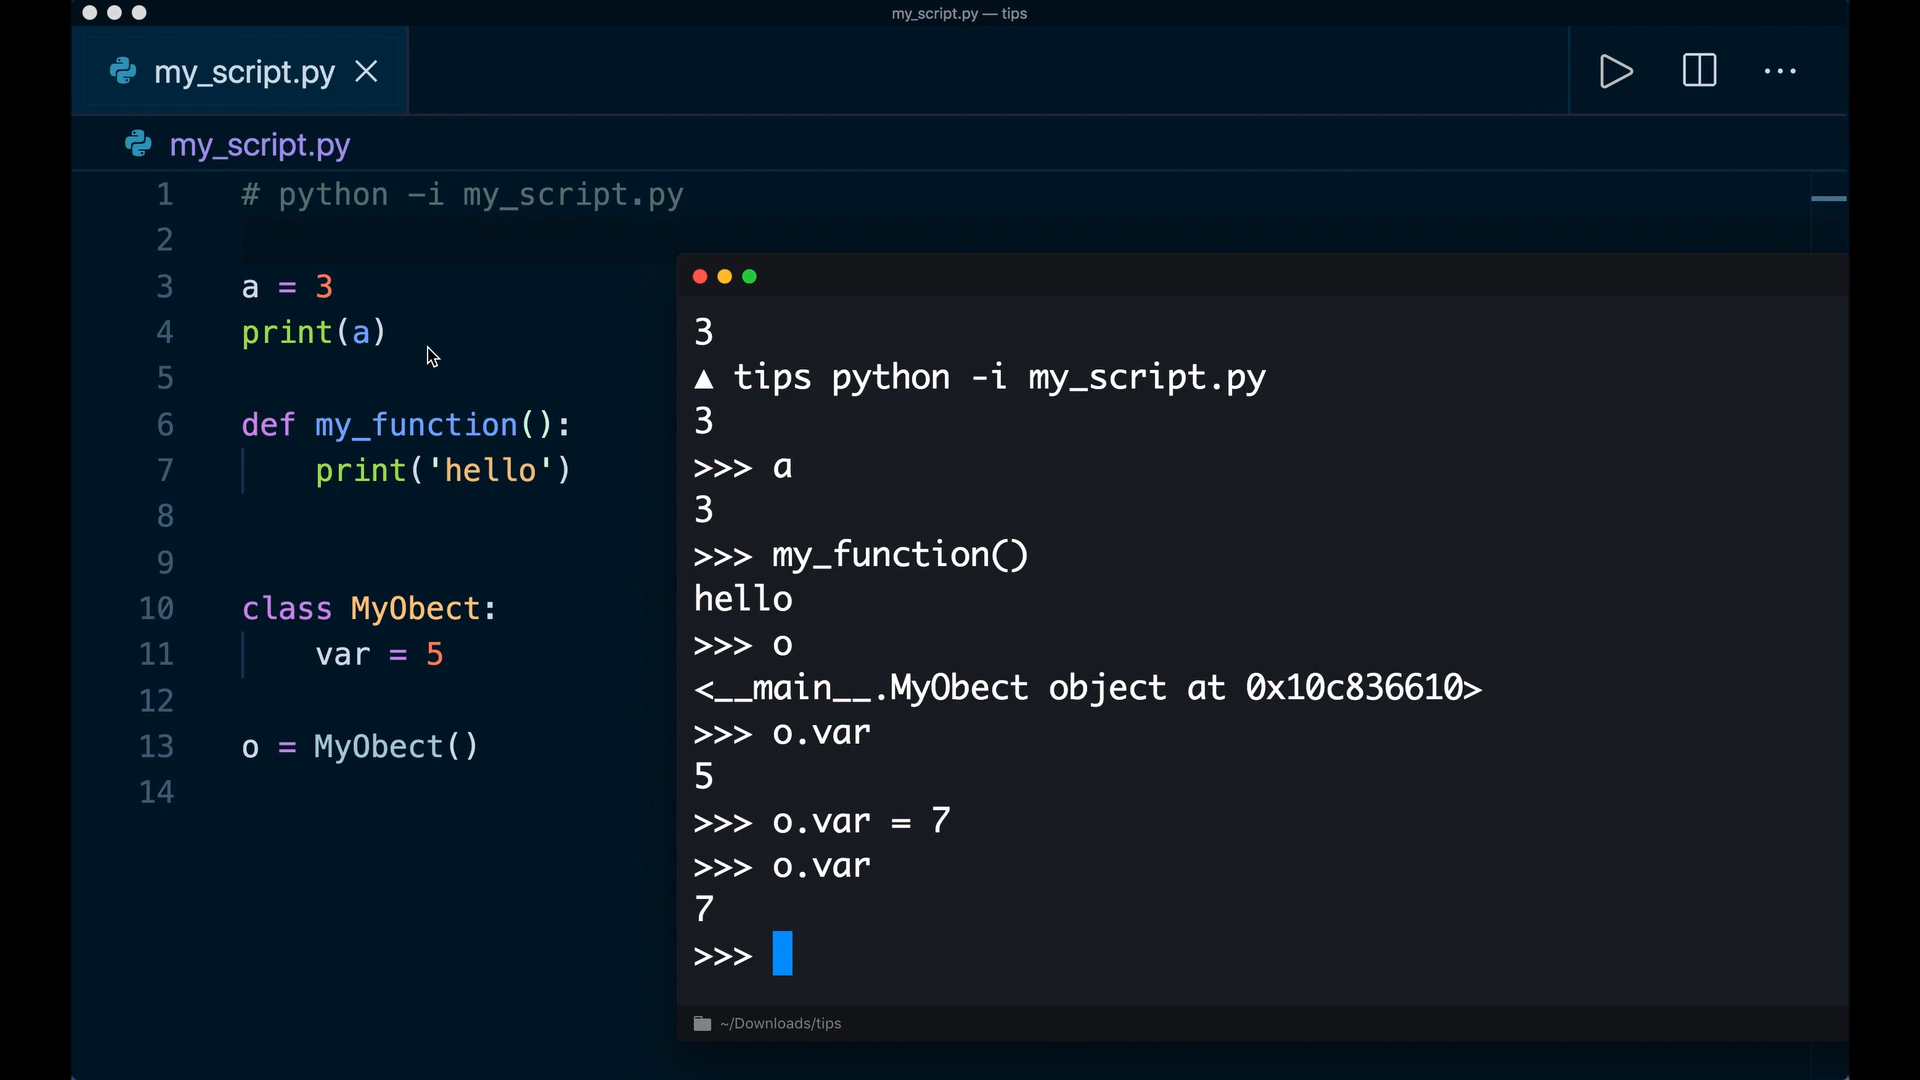 my_script.py — tips
my_script.py
my_script.py
1 # python -i my_script.py
2
3 a = 3
4 print(a)
5
6 def my_function():
7 print('hello')
8
9
10 class MyObect:
11 var = 5
12
13 o = MyObect()
14
3
▲ tips python -i my_script.py
3
>>> a
3
>>> my_function()
hello
>>> o
<__main__.MyObect object at 0x10c836610>
>>> o.var
5
>>> o.var = 7
>>> o.var
7
>>>
~/Downloads/tips